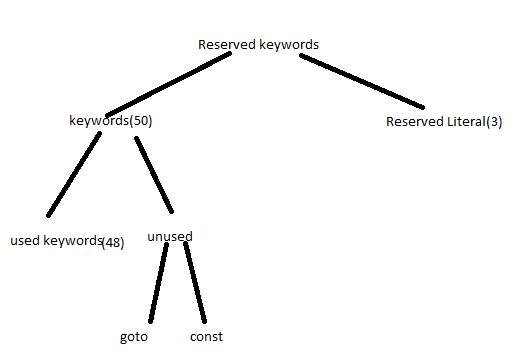 Reserved keywords
keywords(50)
Reserved Literal(3)
used keywords(48)
unused
goto
const